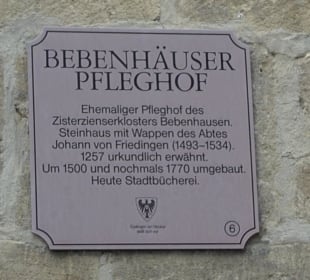 BEBENHÄUSER
PFLEGHOF
Ehemaliger Pfleghof des
Zisterzienserklosters Bebenhausen.
Steinhaus mit Wappen des Abtes
Johann von Friedingen (1493–1534).
1257 urkundlich erwähnt.
Um 1500 und nochmals 1770 umgebaut.
Heute Stadtbücherei.
6